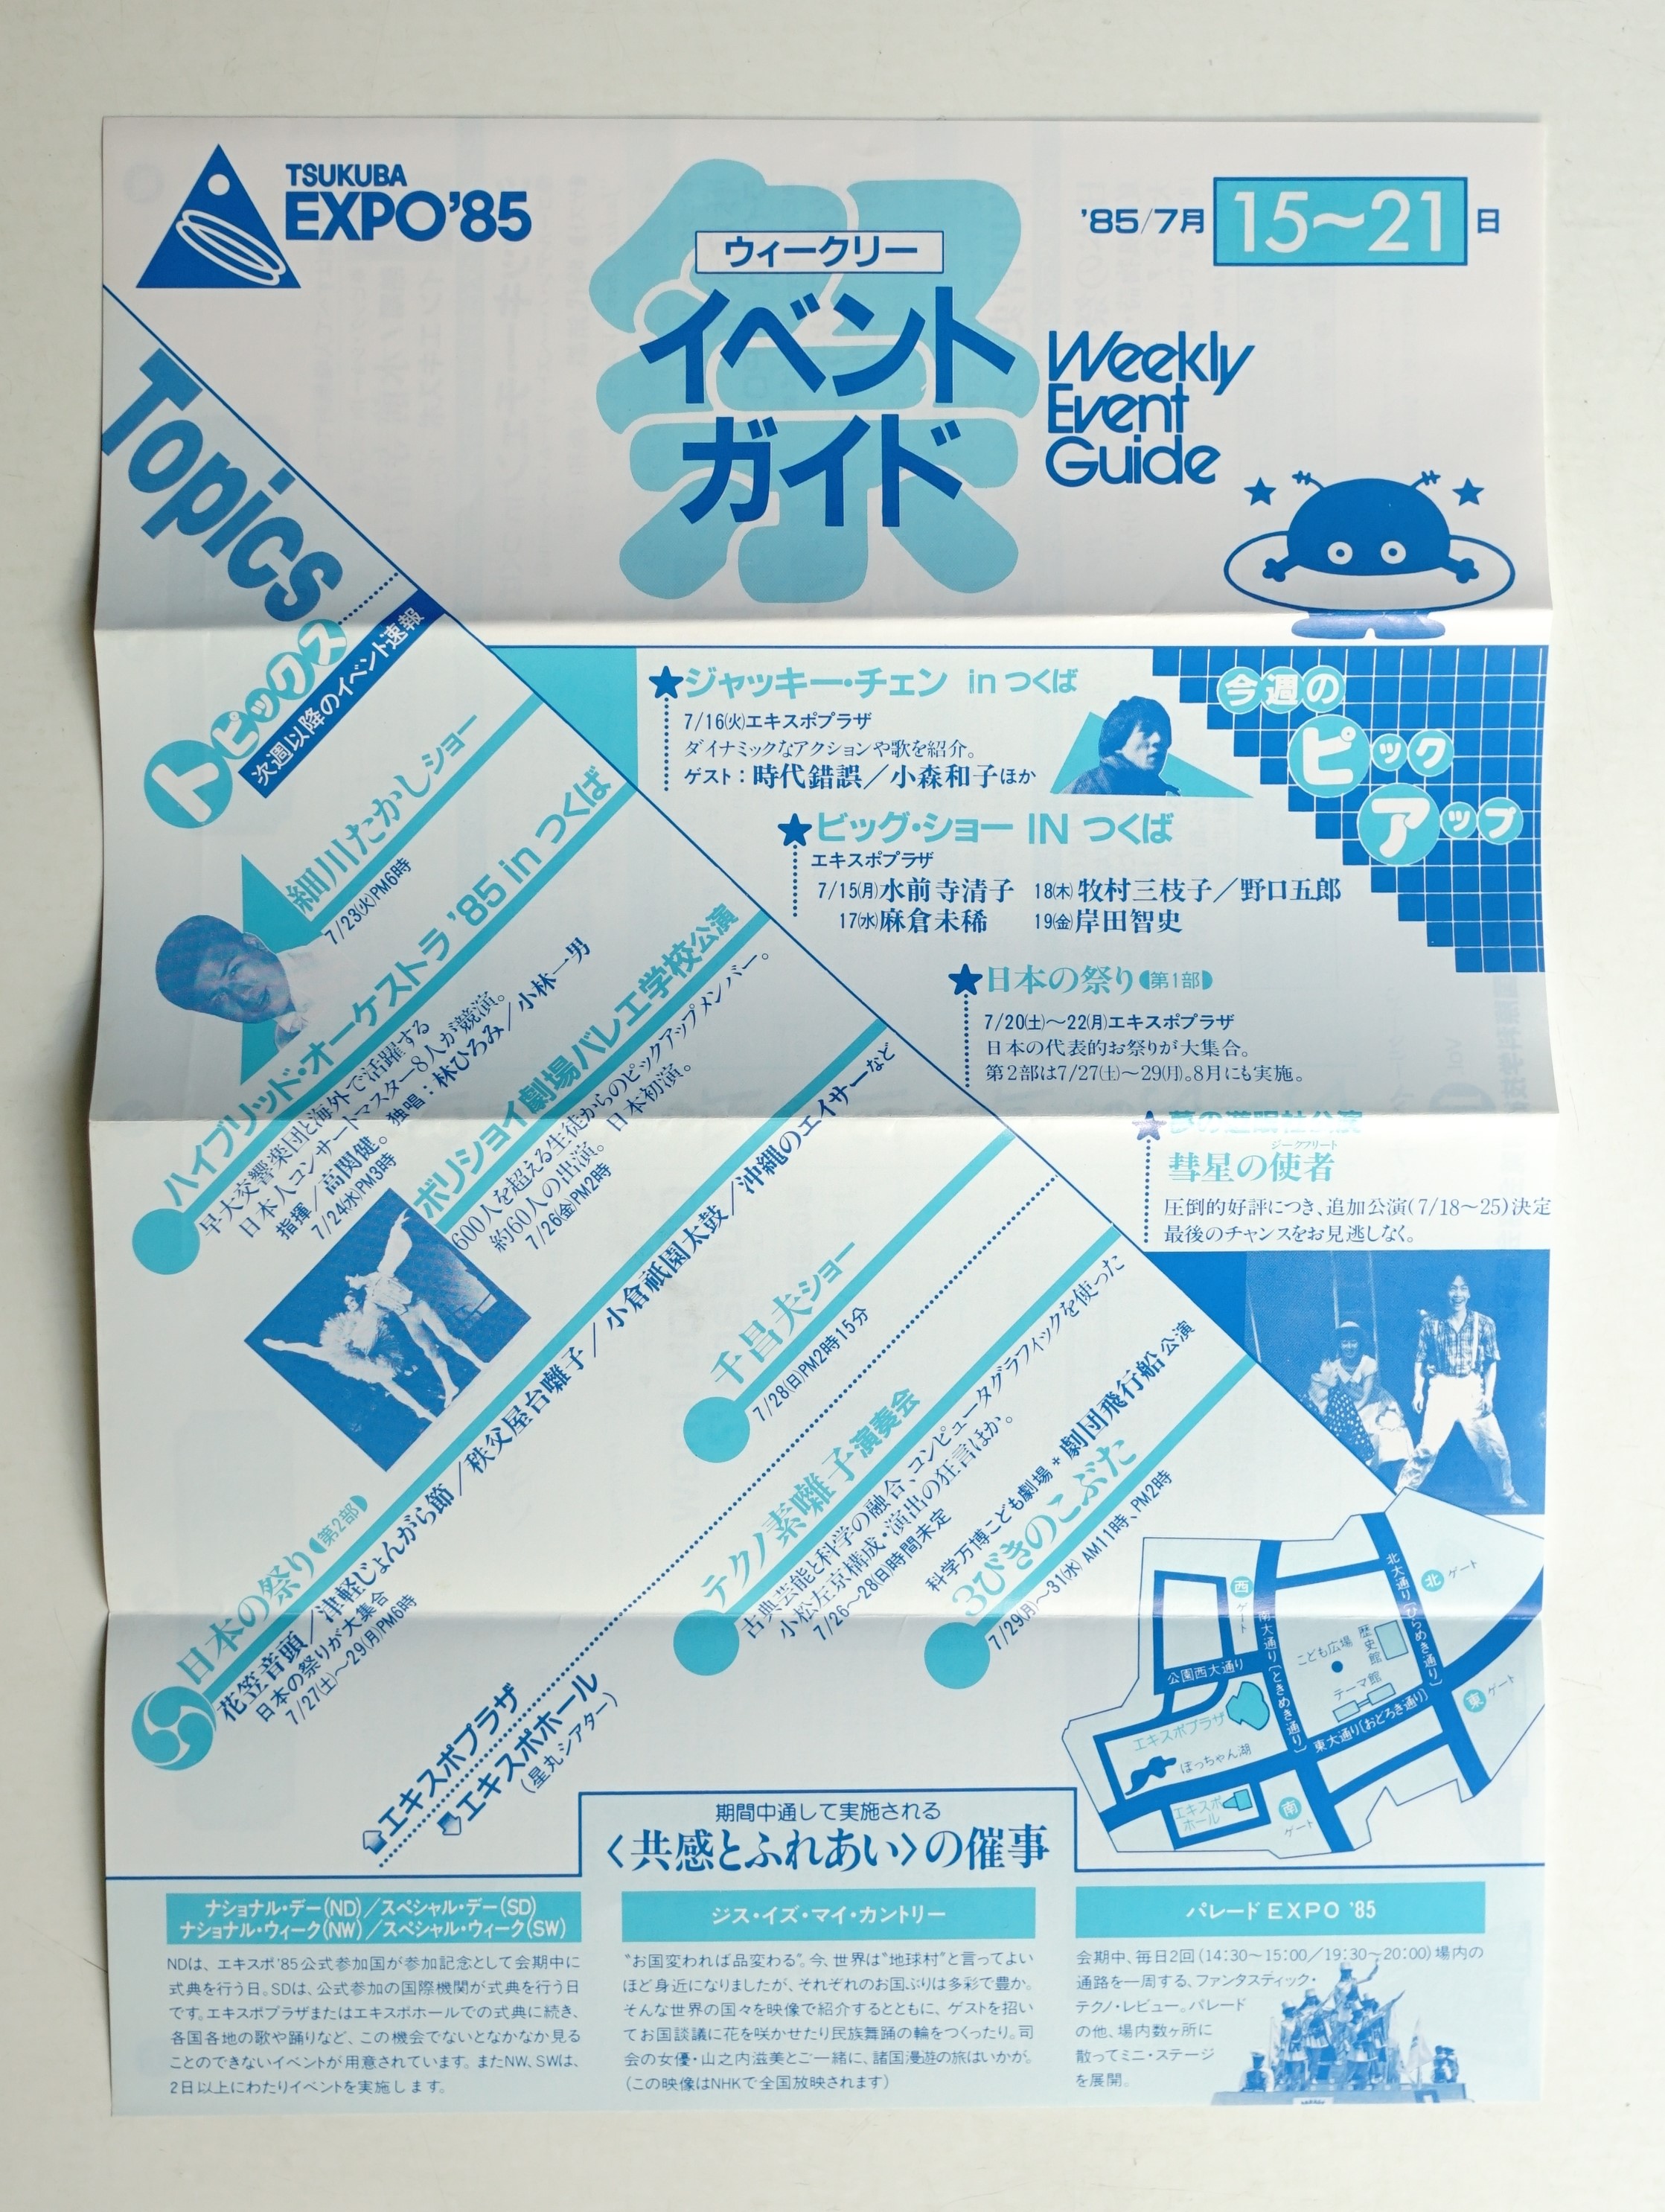 TSUKUBA
EXPO'85
ウィークリー
イベント
ガイド
祭
'85/7月 15〜21 日
Weekly
Event
Guide
Topics
トピックス
次週以降のイベント速報
細川たかしショー
7/23(火)PM6時
ハイブリッド・オーケストラ '85 in つくば
早大交響楽団と海外で活躍する
日本人コンサートマスター8人が競演。
指揮/高関健。独唱:林ひろみ/小林一男
7/24(水)PM3時
ボリショイ劇場バレエ学校公演
600人を超える生徒からのピックアップメンバー。
約60人の出演。日本初演。
7/26(金)PM2時
日本の祭り(第2部)
花笠音頭/津軽じょんがら節/秩父屋台囃子/小倉祇園太鼓/沖縄のエイサーなど
日本の祭りが大集合
7/27(土)〜29(月)PM6時
千昌夫ショー
7/28(日)PM2時15分
テクノ素囃子演奏会
古典芸能と科学の融合、コンピュータグラフィックを使った
小松左京構成・演出の狂言ほか。
7/26〜28(日)時間未定
科学万博こども劇場+劇団飛行船公演
3びきのこぶた
7/29(月)〜31(水) AM11時、PM2時
エキスポプラザ
エキスポホール
(星丸シアター)
今週の
ピック
アップ
★ジャッキー・チェン in つくば
7/16(火)エキスポプラザ
ダイナミックなアクションや歌を紹介。
ゲスト:時代錯誤/小森和子ほか
★ビッグ・ショー IN つくば
エキスポプラザ
7/15(月)水前寺清子 18(木)牧村三枝子/野口五郎
17(水)麻倉未稀 19(金)岸田智史
★日本の祭り(第1部)
7/20(土)〜22(月)エキスポプラザ
日本の代表的お祭りが大集合。
第2部は7/27(土)〜29(月)。8月にも実施。
★夢の遊眠社公演
ジークフリート
彗星の使者
圧倒的好評につき、追加公演(7/18〜25)決定
最後のチャンスをお見逃しなく。
北大通り(ひらめき通り)
北ゲート
西ゲート
南大通り(ときめき通り)
こども広場
歴史館
テーマ館
公園西大通り
東ゲート
東大通り(おどろき通り)
エキスポプラザ
ぽっちゃん湖
エキスポ
ホール
南ゲート
期間中通して実施される
〈共感とふれあい〉の催事
ナショナル・デー(ND)/スペシャル・デー(SD)
ナショナル・ウィーク(NW)/スペシャル・ウィーク(SW)
NDは、エキスポ'85公式参加国が参加記念として会期中に
式典を行う日。SDは、公式参加の国際機関が式典を行う日
です。エキスポプラザまたはエキスポホールでの式典に続き、
各国各地の歌や踊りなど、この機会でないとなかなか見る
ことのできないイベントが用意されています。またNW、SWは、
2日以上にわたりイベントを実施します。
ジス・イズ・マイ・カントリー
“お国変われば品変わる”。今、世界は“地球村”と言ってよい
ほど身近になりましたが、それぞれのお国ぶりは多彩で豊か。
そんな世界の国々を映像で紹介するとともに、ゲストを招い
てお国談議に花を咲かせたり民族舞踊の輪をつくったり。司
会の女優・山之内滋美とご一緒に、諸国漫遊の旅はいかが。
(この映像はNHKで全国放映されます)
パレードEXPO '85
会期中、毎日2回(14:30〜15:00/19:30〜20:00)場内の
通路を一周する、ファンタスティック・
テクノ・レビュー。パレード
の他、場内数ヶ所に
散ってミニ・ステージ
を展開。